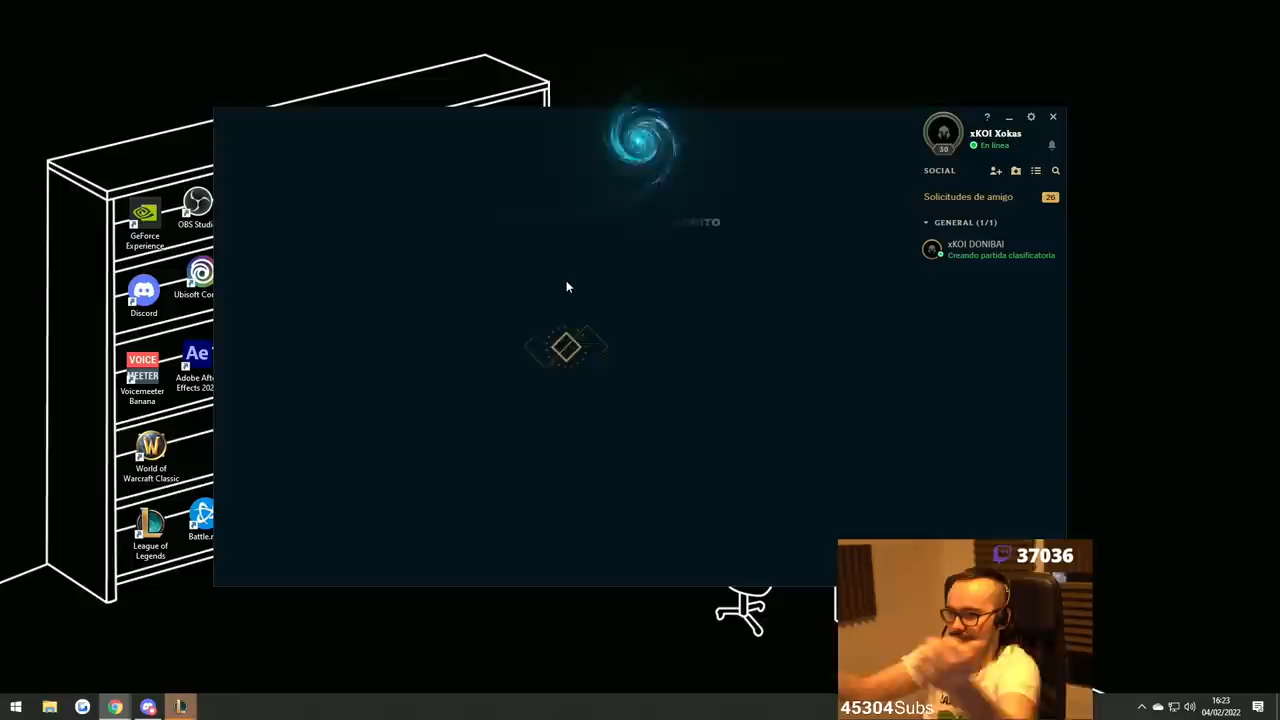 xKOI Xokas
En línea
30
SOCIAL
Solicitudes de amigo
26
GENERAL (1/1)
xKOI DONIBAI
Creando partida clasificatoria
GeForce
Experience
OBS Studi
Discord
Ubisoft Con
VOICE
MEETER
Voicemeeter
Banana
Ae
Adobe Afte
Effects 202
World of
Warcraft Classic
League of
Legends
Battle.n
37036
45304Subs
16:23
04/02/2022